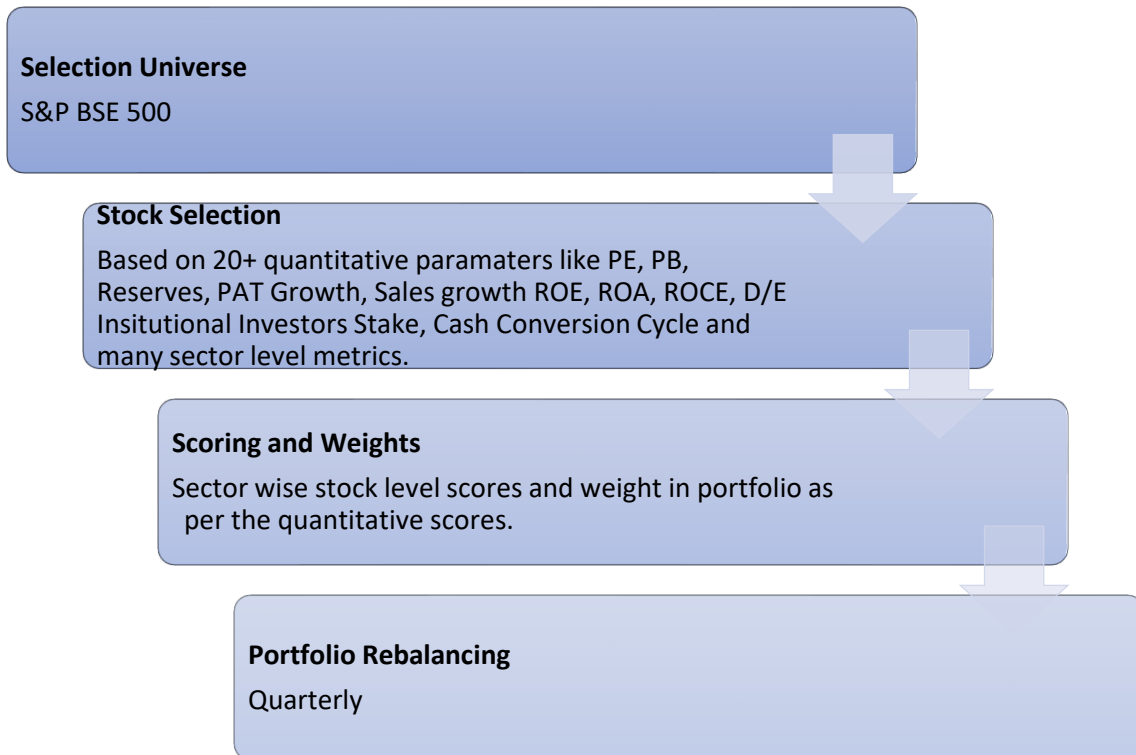 Selection Universe
S&P BSE 500
Stock Selection
Based on 20+ quantitative paramaters like PE, PB,
Reserves, PAT Growth, Sales growth ROE, ROA, ROCE, D/E
Insitutional Investors Stake, Cash Conversion Cycle and
many sector level metrics.
Scoring and Weights
Sector wise stock level scores and weight in portfolio as
per the quantitative scores.
Portfolio Rebalancing
Quarterly